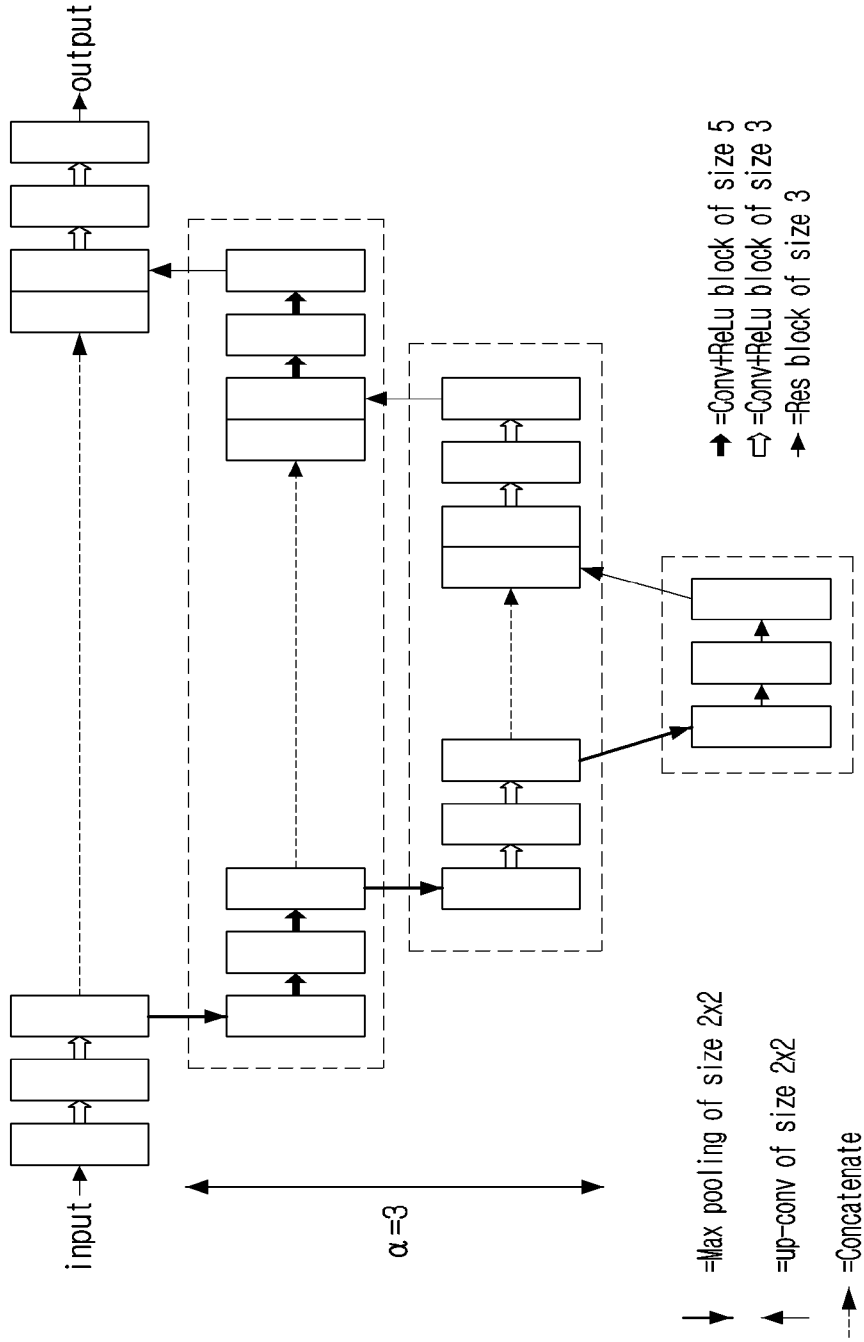 input
output
α=3
=Max pooling of size 2x2
=up-conv of size 2x2
=Concatenate
=Conv+ReLu block of size 5
=Conv+ReLu block of size 3
=Res block of size 3